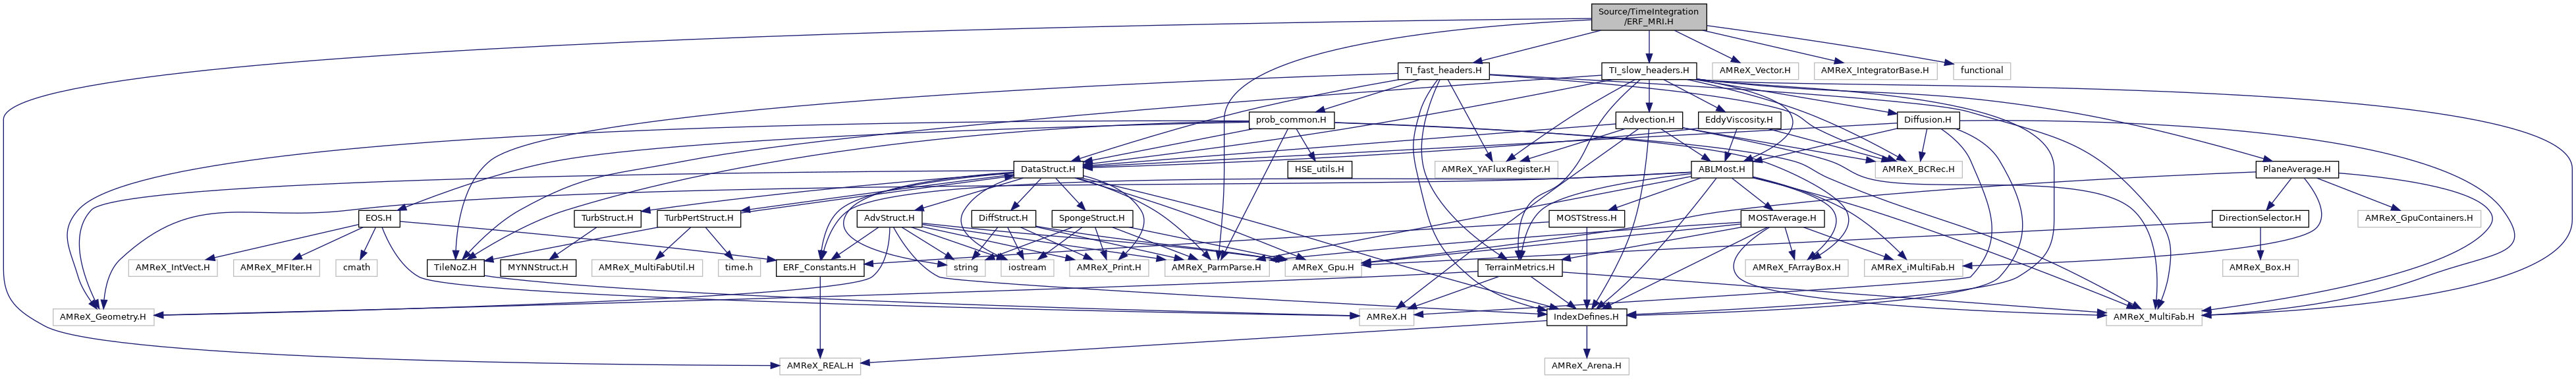 Source/TimeIntegration
/ERF_MRI.H
TI_fast_headers.H
TI_slow_headers.H
AMReX_Vector.H
AMReX_IntegratorBase.H
functional
prob_common.H
Advection.H
EddyViscosity.H
Diffusion.H
DataStruct.H
HSE_utils.H
AMReX_YAFluxRegister.H
ABLMost.H
AMReX_BCRec.H
PlaneAverage.H
EOS.H
TurbStruct.H
TurbPertStruct.H
AdvStruct.H
DiffStruct.H
SpongeStruct.H
MOSTStress.H
MOSTAverage.H
DirectionSelector.H
AMReX_GpuContainers.H
AMReX_IntVect.H
AMReX_MFIter.H
cmath
TileNoZ.H
MYNNStruct.H
AMReX_MultiFabUtil.H
time.h
ERF_Constants.H
string
iostream
AMReX_Print.H
AMReX_ParmParse.H
AMReX_Gpu.H
TerrainMetrics.H
AMReX_FArrayBox.H
AMReX_iMultiFab.H
AMReX_Box.H
AMReX_Geometry.H
AMReX.H
IndexDefines.H
AMReX_MultiFab.H
AMReX_REAL.H
AMReX_Arena.H